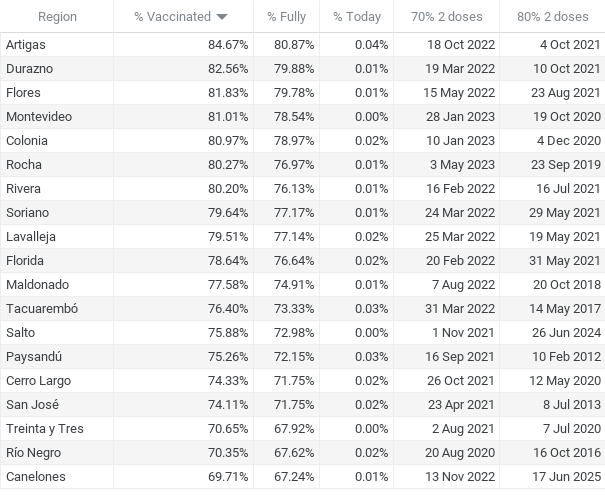 Region % Vaccinated % Fully % Today 70% 2 doses 80% 2 doses
Artigas 84.67% 80.87% 0.04% 18 Oct 2022 4 Oct 2021
Durazno 82.56% 79.88% 0.01% 19 Mar 2022 10 Oct 2021
Flores 81.83% 79.78% 0.01% 15 May 2022 23 Aug 2021
Montevideo 81.01% 78.54% 0.00% 28 Jan 2023 19 Oct 2020
Colonia 80.97% 78.97% 0.02% 10 Jan 2023 4 Dec 2020
Rocha 80.27% 76.97% 0.01% 3 May 2023 23 Sep 2019
Rivera 80.20% 76.13% 0.01% 16 Feb 2022 16 Jul 2021
Soriano 79.64% 77.17% 0.01% 24 Mar 2022 29 May 2021
Lavalleja 79.51% 77.14% 0.02% 25 Mar 2022 19 May 2021
Florida 78.64% 76.64% 0.02% 20 Feb 2022 31 May 2021
Maldonado 77.58% 74.91% 0.01% 7 Aug 2022 20 Oct 2018
Tacuarembó 76.40% 73.33% 0.03% 31 Mar 2022 14 May 2017
Salto 75.88% 72.98% 0.00% 1 Nov 2021 26 Jun 2024
Paysandú 75.26% 72.15% 0.03% 16 Sep 2021 10 Feb 2012
Cerro Largo 74.33% 71.75% 0.02% 26 Oct 2021 12 May 2020
San José 74.11% 71.75% 0.02% 23 Apr 2021 8 Jul 2013
Treinta y Tres 70.65% 67.92% 0.00% 2 Aug 2021 7 Jul 2020
Río Negro 70.35% 67.62% 0.02% 20 Aug 2020 16 Oct 2016
Canelones 69.71% 67.24% 0.01% 13 Nov 2022 17 Jun 2025